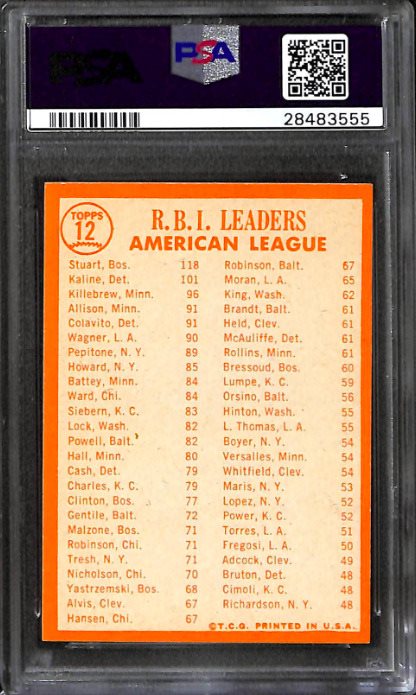 PSA
PSA
28483555
TOPPS
12
R.B.I. LEADERS
AMERICAN LEAGUE
Stuart, Bos. 118
Kaline, Det. 101
Killebrew, Minn. 96
Allison, Minn. 91
Colavito, Det. 91
Wagner, L. A. 90
Pepitone, N. Y. 89
Howard, N. Y. 85
Battey, Minn. 84
Ward, Chi. 84
Siebern, K. C. 83
Lock, Wash. 82
Powell, Balt. 82
Hall, Minn. 80
Cash, Det. 79
Charles, K. C. 79
Clinton, Bos. 77
Gentile, Balt. 72
Malzone, Bos. 71
Robinson, Chi. 71
Tresh, N. Y. 71
Nicholson, Chi. 70
Yastrzemski, Bos. 68
Alvis, Clev. 67
Hansen, Chi. 67
Robinson, Balt. 67
Moran, L. A. 65
King, Wash. 62
Brandt, Balt. 61
Held, Clev. 61
McAuliffe, Det. 61
Rollins, Minn. 61
Bressoud, Bos. 60
Lumpe, K. C. 59
Orsino, Balt. 56
Hinton, Wash. 55
L. Thomas, L. A. 55
Boyer, N. Y. 54
Versalles, Minn. 54
Whitfield, Clev. 54
Maris, N. Y. 53
Lopez, N. Y. 52
Power, K. C. 52
Torres, L. A. 51
Fregosi, L. A. 50
Adcock, Clev. 49
Bruton, Det. 48
Cimoli, K. C. 48
Richardson, N. Y. 48
©T.C.G. PRINTED IN U.S.A.